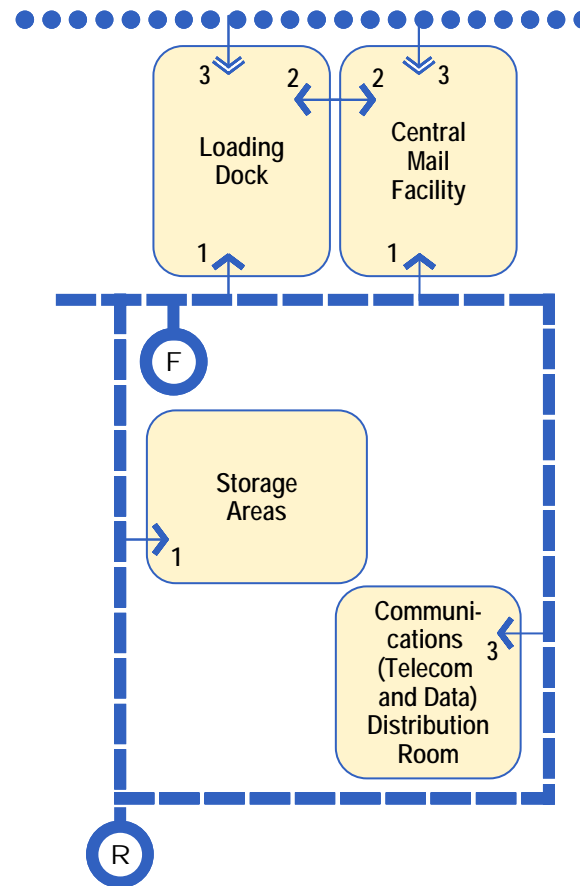 3
2
2
3
Loading
Dock
Central
Mail
Facility
1
1
F
Storage
Areas
1
Communi-
cations
(Telecom
and Data)
Distribution
Room
3
R